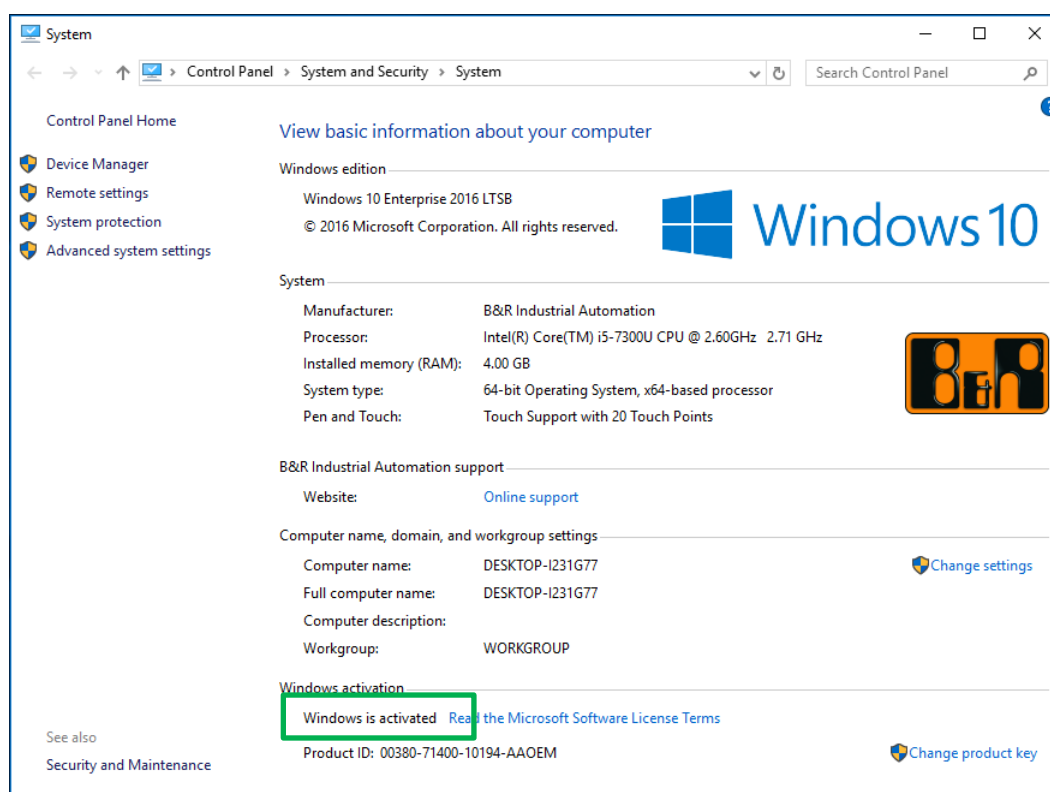 System
Control Panel > System and Security > System
Search Control Panel
Control Panel Home
Device Manager
Remote settings
System protection
Advanced system settings
View basic information about your computer
Windows edition
Windows 10 Enterprise 2016 LTSB
© 2016 Microsoft Corporation. All rights reserved.
Windows 10
System
Manufacturer: B&R Industrial Automation
Processor: Intel(R) Core(TM) i5-7300U CPU @ 2.60GHz 2.71 GHz
Installed memory (RAM): 4.00 GB
System type: 64-bit Operating System, x64-based processor
Pen and Touch: Touch Support with 20 Touch Points
B&R
B&R Industrial Automation support
Website: Online support
Computer name, domain, and workgroup settings
Computer name: DESKTOP-I231G77
Change settings
Full computer name: DESKTOP-I231G77
Computer description:
Workgroup: WORKGROUP
Windows activation
Windows is activated Read the Microsoft Software License Terms
Product ID: 00380-71400-10194-AAOEM
Change product key
See also
Security and Maintenance